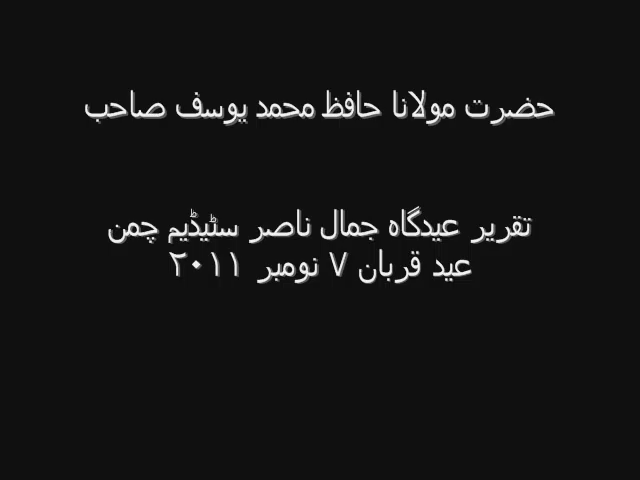 حضرت مولانا حافظ محمد یوسف صاحب
تقریر عیدگاہ جمال ناصر سٹیڈیم چمن
عید قربان ۷ نومبر ۲۰۱۱